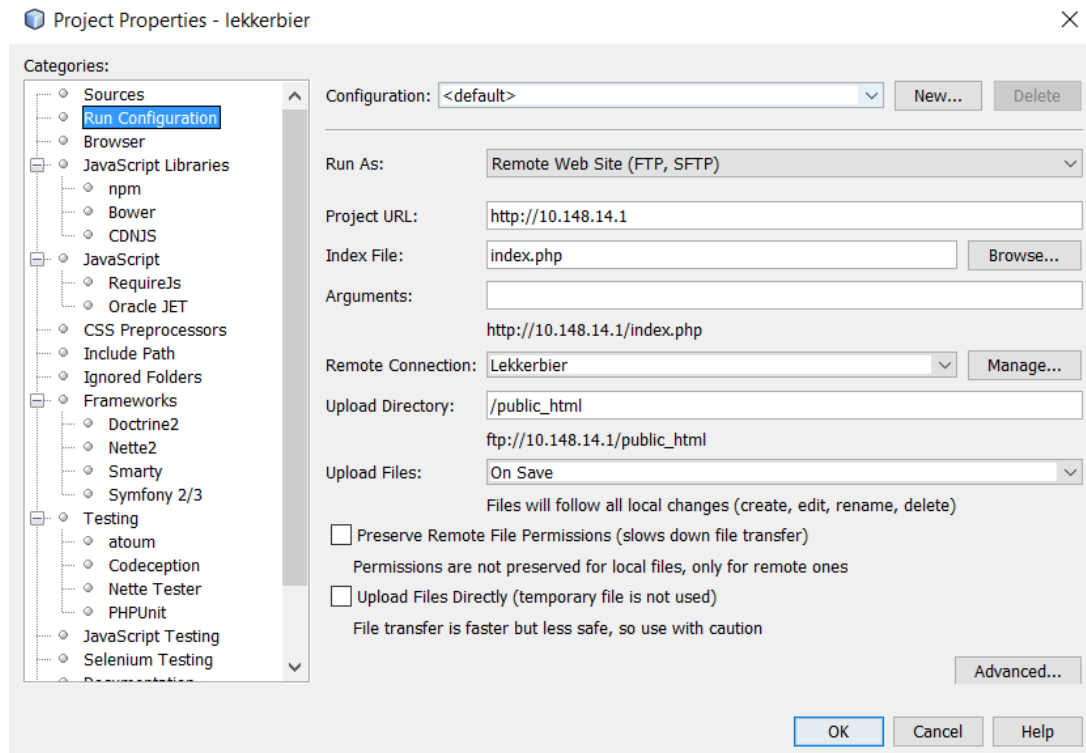 Project Properties - lekkerbier
Categories:
Sources
Run Configuration
Browser
JavaScript Libraries
npm
Bower
CDNJS
JavaScript
RequireJs
Oracle JET
CSS Preprocessors
Include Path
Ignored Folders
Frameworks
Doctrine2
Nette2
Smarty
Symfony 2/3
Testing
atoum
Codeception
Nette Tester
PHPUnit
JavaScript Testing
Selenium Testing
Configuration: <default> New... Delete
Run As: Remote Web Site (FTP, SFTP)
Project URL: http://10.148.14.1
Index File: index.php Browse...
Arguments:
http://10.148.14.1/index.php
Remote Connection: Lekkerbier Manage...
Upload Directory: /public_html
ftp://10.148.14.1/public_html
Upload Files: On Save
Files will follow all local changes (create, edit, rename, delete)
Preserve Remote File Permissions (slows down file transfer)
Permissions are not preserved for local files, only for remote ones
Upload Files Directly (temporary file is not used)
File transfer is faster but less safe, so use with caution
Advanced...
OK Cancel Help